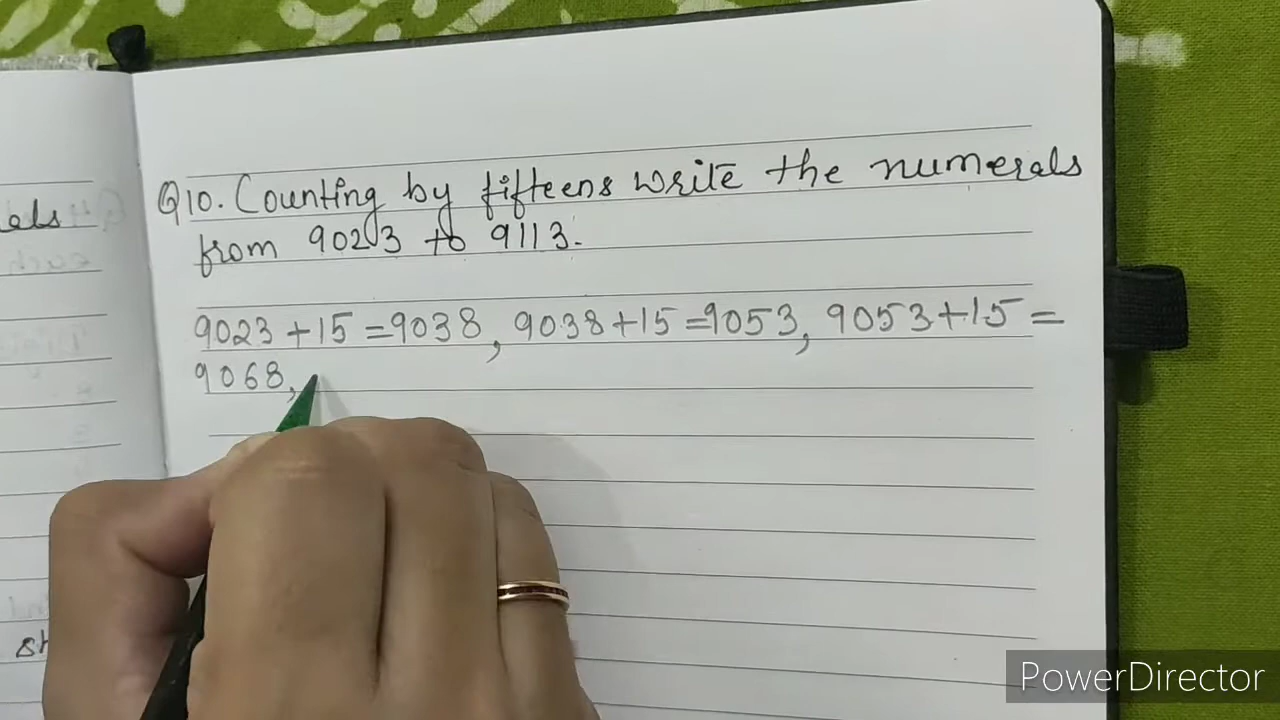 Q10. Counting by fifteens write the numerals
from 9023 to 9113.
9023 + 15 = 9038, 9038 + 15 = 9053, 9053 + 15 =
9068,
els
PowerDirector